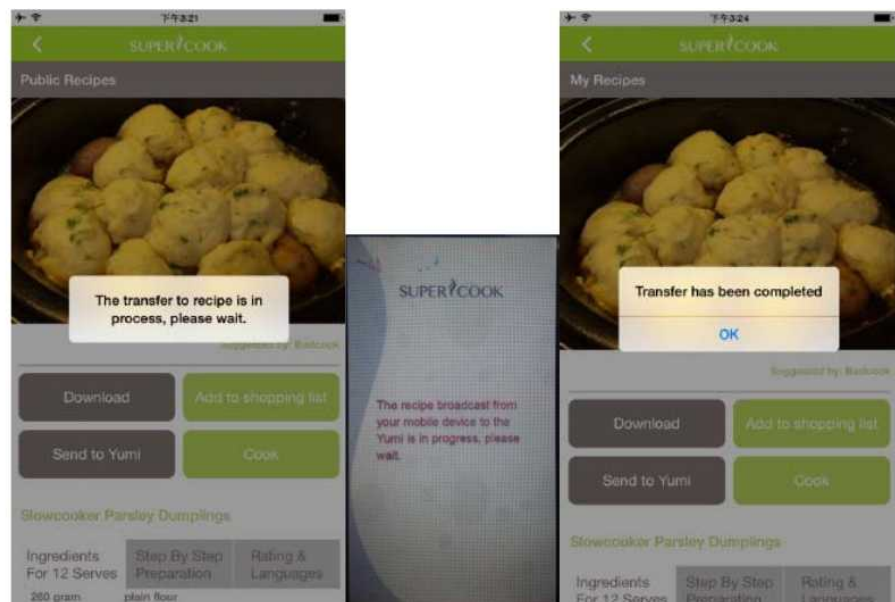 下午3:21
SUPER COOK
Public Recipes
The transfer to recipe is in
process, please wait.
Suggested by: Badcook
Download
Add to shopping list
Send to Yumi
Cook
Slowcooker Parsley Dumplings
Ingredients
For 12 Serves
Step By Step
Preparation
Rating &
Languages
260 gram plain flour
SUPER COOK
The recipe broadcast from
your mobile device to the
Yumi is in progress, please
wait.
下午3:24
SUPER COOK
My Recipes
Transfer has been completed
OK
Suggested by: Badcook
Download
Add to shopping list
Send to Yumi
Cook
Slowcooker Parsley Dumplings
Ingredients
For 12 Serves
Step By Step
Preparation
Rating &
Languages